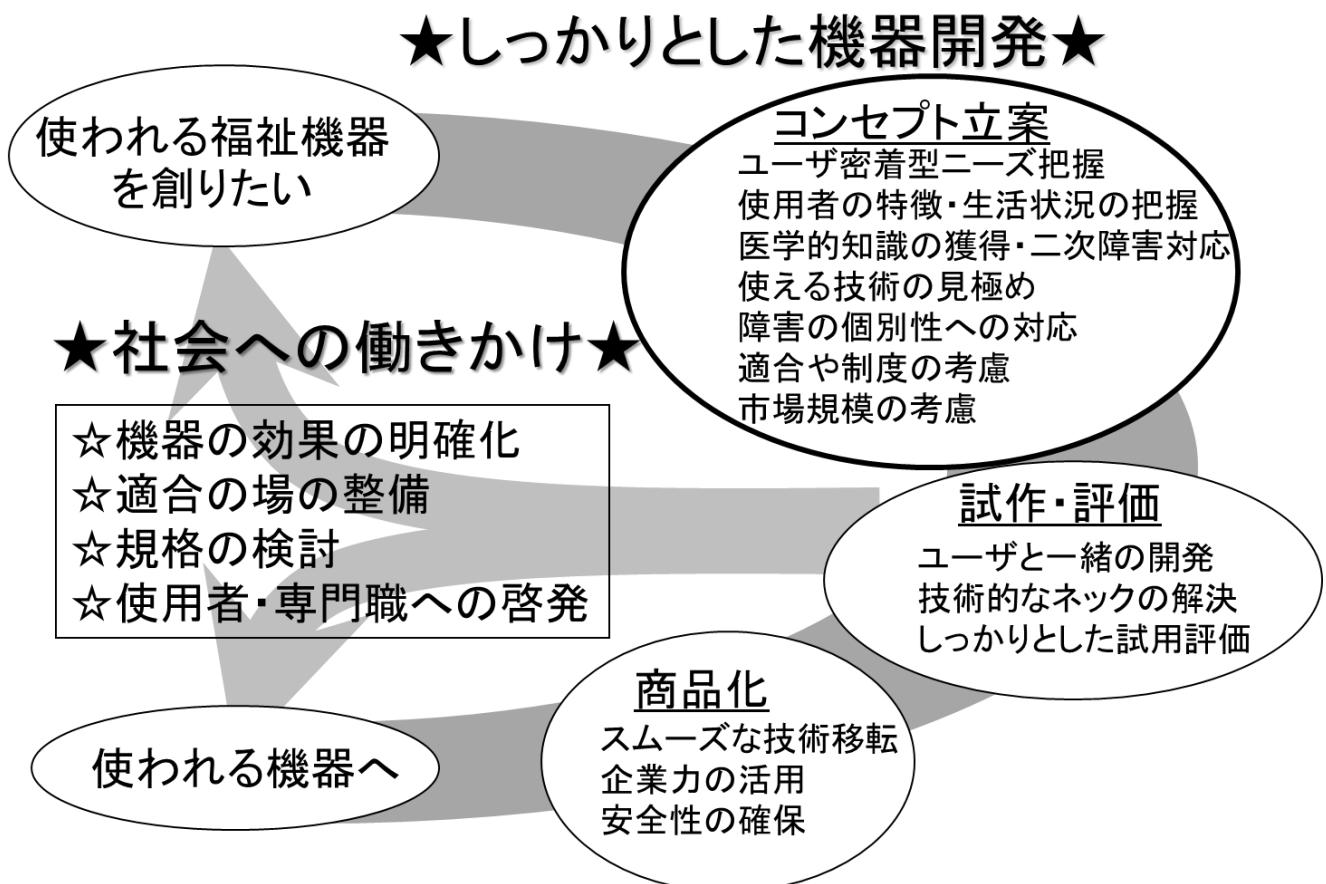 ★しっかりとした機器開発★
使われる福祉機器
を創りたい
コンセプト立案
ユーザ密着型ニーズ把握
使用者の特徴・生活状況の把握
医学的知識の獲得・二次障害対応
使える技術の見極め
障害の個別性への対応
適合や制度の考慮
市場規模の考慮
★社会への働きかけ★
☆機器の効果の明確化
☆適合の場の整備
☆規格の検討
☆使用者・専門職への啓発
試作・評価
ユーザと一緒の開発
技術的なネックの解決
しっかりとした試用評価
商品化
スムーズな技術移転
企業力の活用
安全性の確保
使われる機器へ